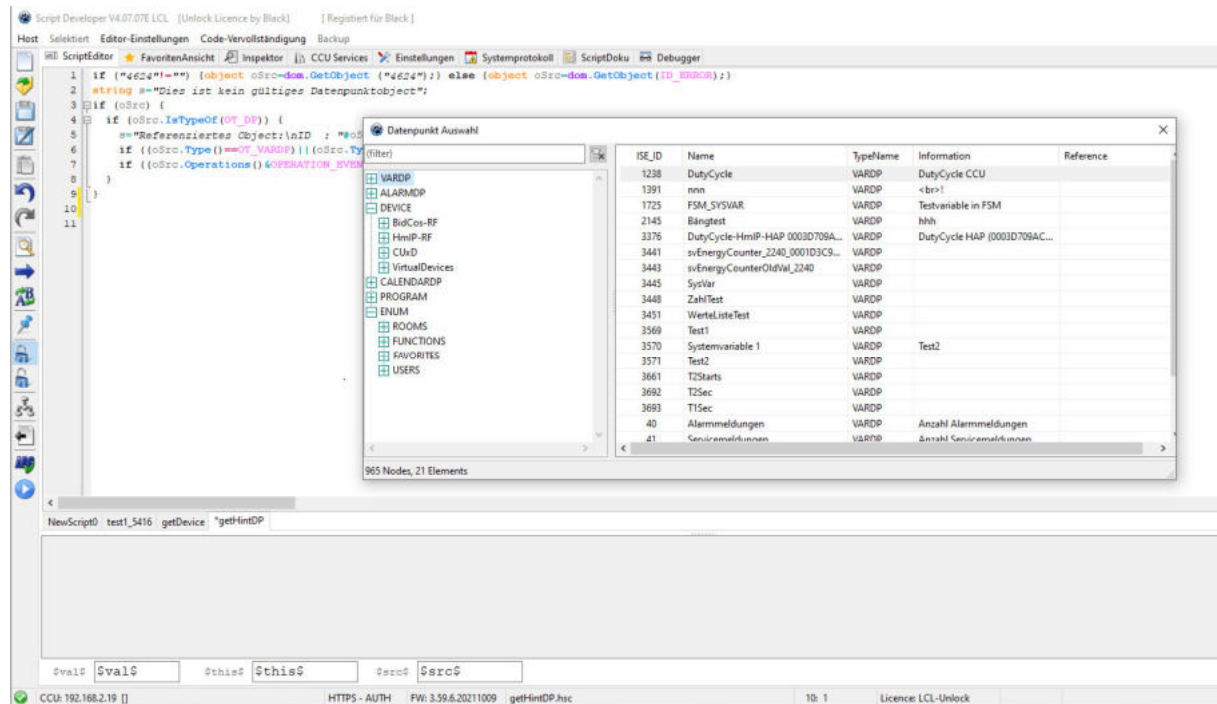 Script Developer V4.07.07E LCL [Unlock Licence by Black] [ Registiert für Black ]
Host Selektiert Editor-Einstellungen Code-Vervollständigung Backup
ScriptEditor FavoritenAnsicht Inspektor CCU Services Einstellungen Systemprotokoll ScriptDoku Debugger
1 if ("4624"!="") {object oSrc=dom.GetObject ("4624");} else {object oSrc=dom.GetObject(ID_ERROR);}
2 string s="Dies ist kein gültiges Datenpunktobject";
3 if (oSrc) {
4 if (oSrc.IsTypeOf(OT_DP)) {
5 s="Referenziertes Object:\nID : "#oS
6 if ((oSrc.Type()==OT_VARDP)||(oSrc.Ty
7 if ((oSrc.Operations()&OPERATION_EVEN
8 }
9 }
10
11
Datenpunkt Auswahl
(filter)
VARDP
ALARMDP
DEVICE
BidCos-RF
HmIP-RF
CUxD
VirtualDevices
CALENDARDP
PROGRAM
ENUM
ROOMS
FUNCTIONS
FAVORITES
USERS
ISE_ID Name TypeName Information Reference
1238 DutyCycle VARDP DutyCycle CCU
1391 nnn VARDP <br>!
1725 FSM_SYSVAR VARDP Testvariable in FSM
2145 Bängtest VARDP hhh
3376 DutyCycle-HmIP-HAP 0003D709A... VARDP DutyCycle HAP (0003D709AC...
3441 svEnergyCounter_2240_0001D3C9... VARDP
3443 svEnergyCounterOldVal_2240 VARDP
3445 SysVar VARDP
3448 ZahlTest VARDP
3451 WerteListeTest VARDP
3569 Test1 VARDP
3570 Systemvariable 1 VARDP Test2
3571 Test2 VARDP
3661 T2Starts VARDP
3692 T2Sec VARDP
3693 T1Sec VARDP
40 Alarmmeldungen VARDP Anzahl Alarmmeldungen
41 Servicemeldungen VARDP Anzahl Servicemeldungen
965 Nodes, 21 Elements
NewScript0 test1_5416 getDevice *getHintDP
$val$ $val$ $this$ $this$ $src$ $src$
CCU: 192.168.2.19 [] HTTPS - AUTH FW: 3.59.6.20211009 getHintDP.hsc 10: 1 Licence: LCL-Unlock